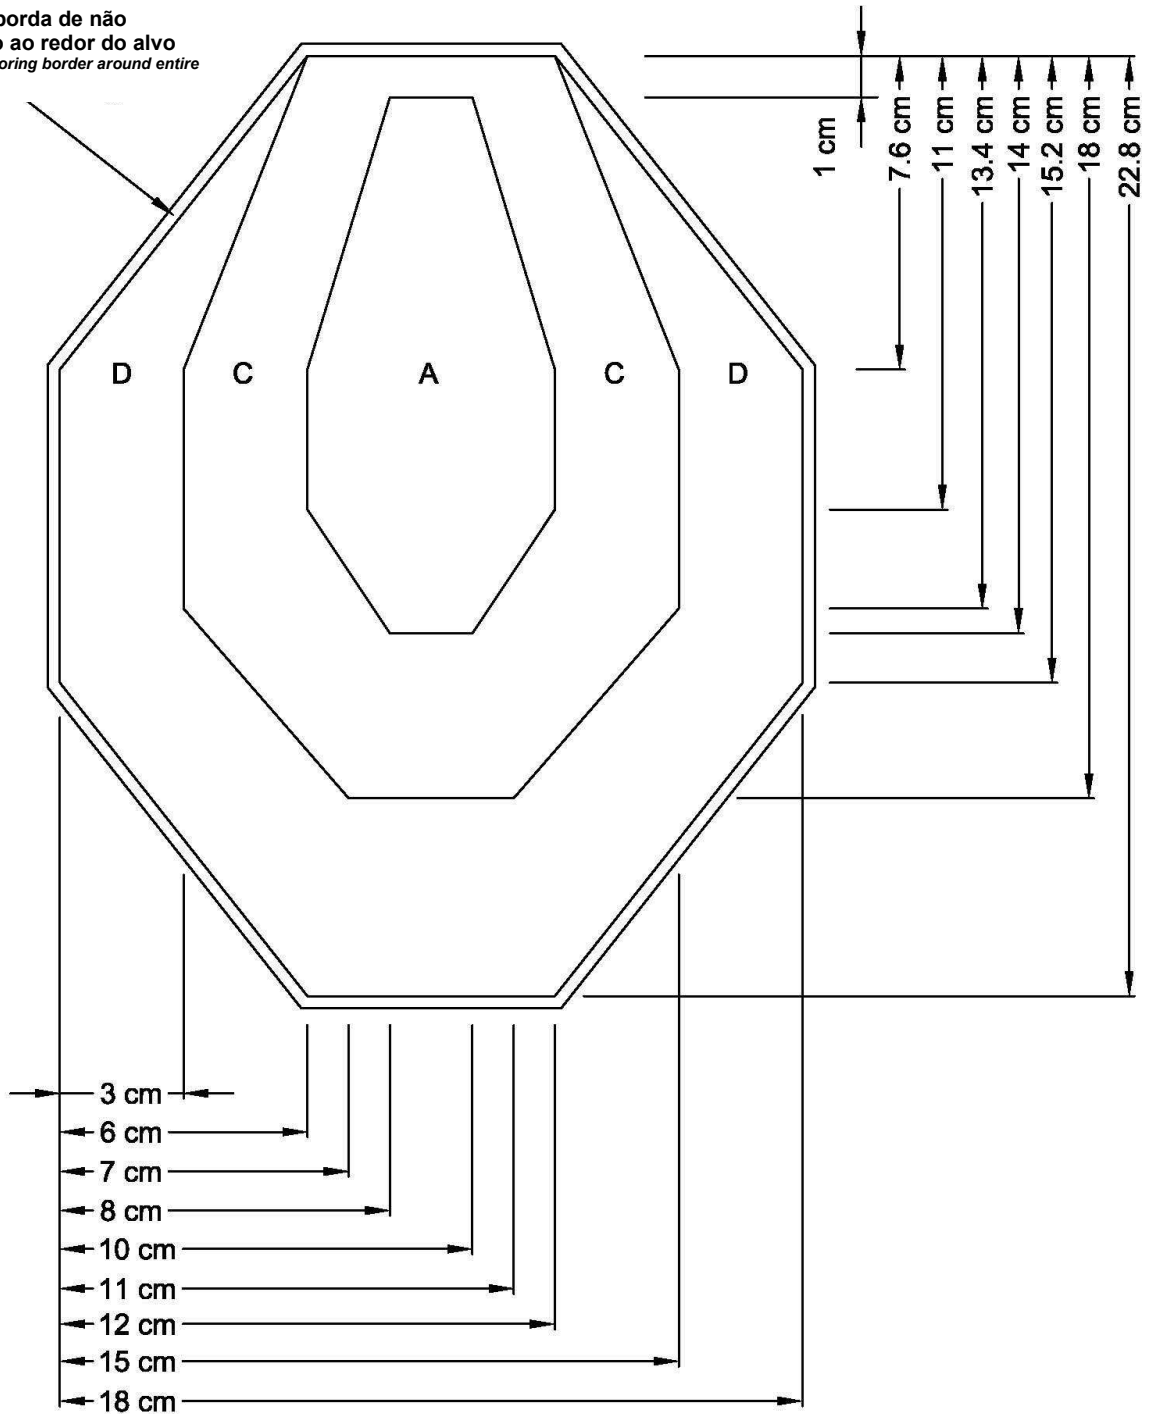 borda de não
o ao redor do alvo
oring border around entire
1 cm
7.6 cm
11 cm
13.4 cm
14 cm
15.2 cm
18 cm
22.8 cm
D C A C D
3 cm
6 cm
7 cm
8 cm
10 cm
11 cm
12 cm
15 cm
18 cm